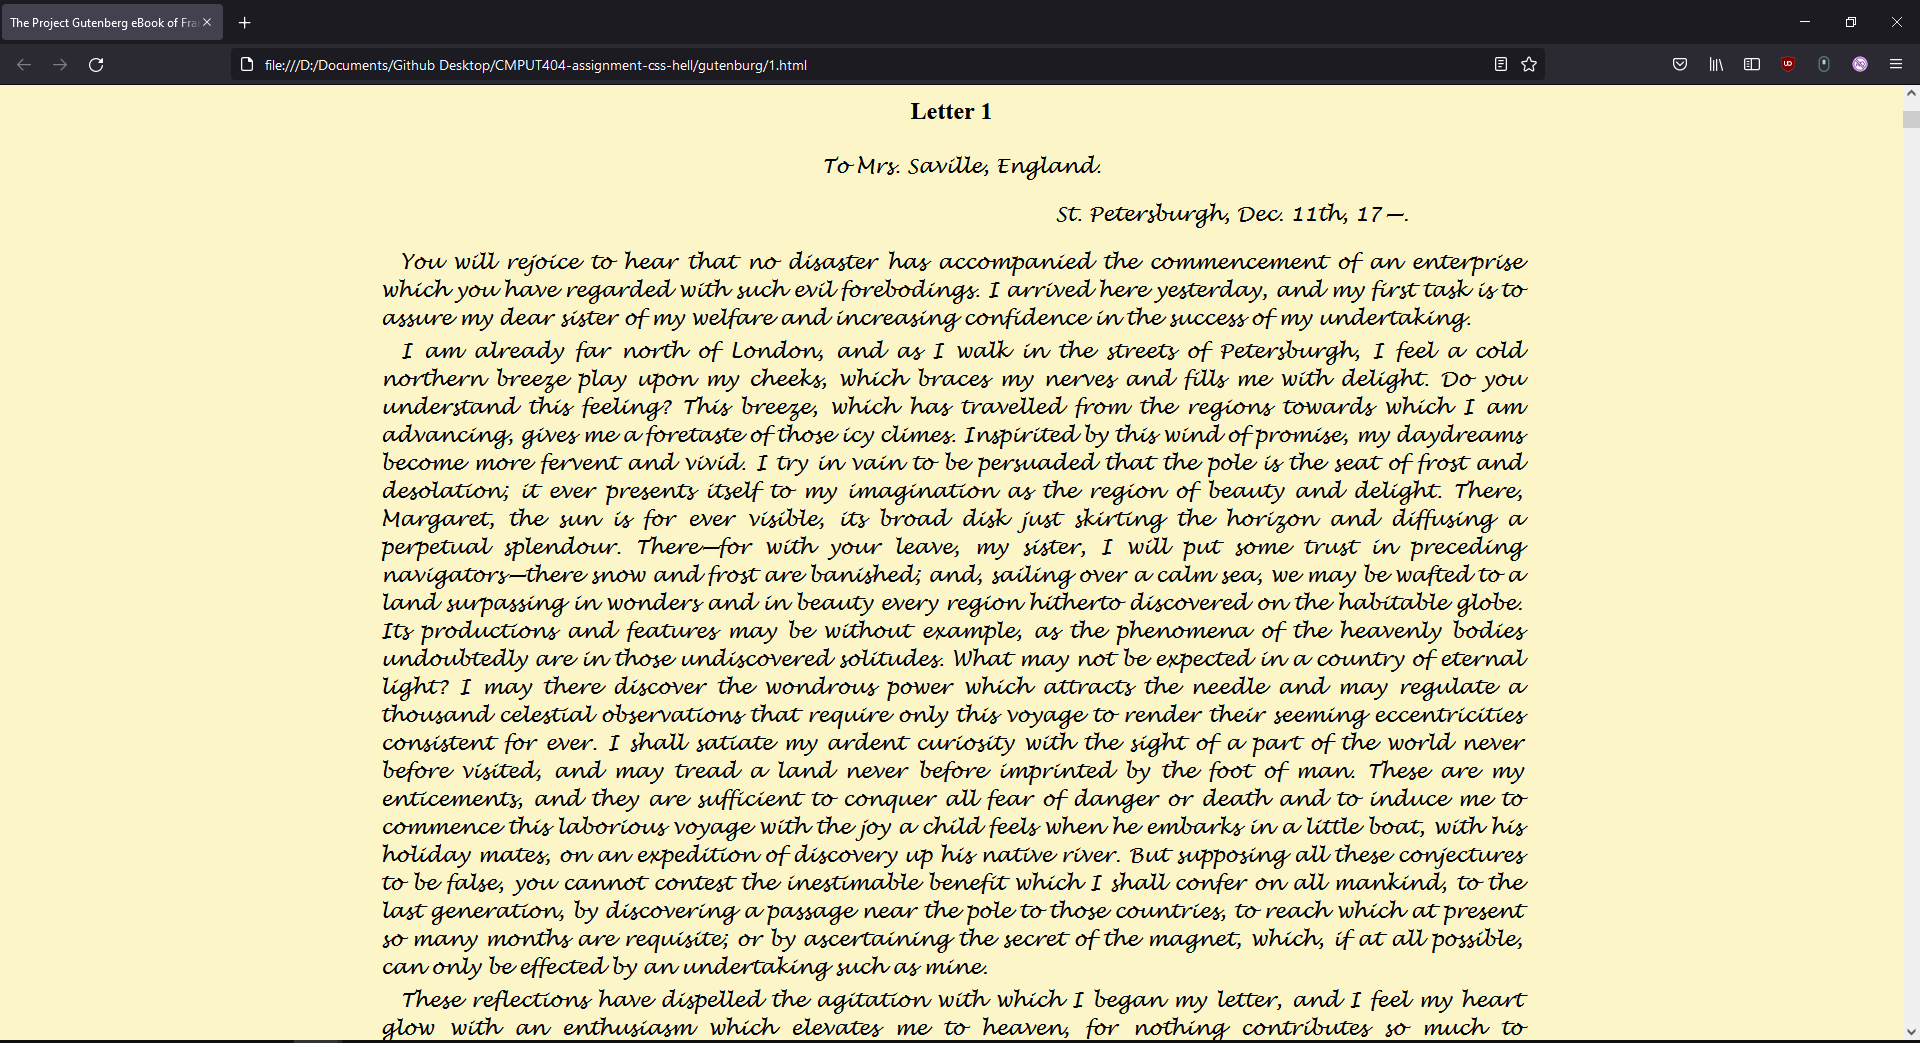 The Project Gutenberg eBook of Fra
file:///D:/Documents/Github Desktop/CMPUT404-assignment-css-hell/gutenburg/1.html
Letter 1
To Mrs. Saville, England.
St. Petersburgh, Dec. 11th, 17—.
You will rejoice to hear that no disaster has accompanied the commencement of an enterprise
which you have regarded with such evil forebodings. I arrived here yesterday, and my first task is to
assure my dear sister of my welfare and increasing confidence in the success of my undertaking.
I am already far north of London, and as I walk in the streets of Petersburgh, I feel a cold
northern breeze play upon my cheeks, which braces my nerves and fills me with delight. Do you
understand this feeling? This breeze, which has travelled from the regions towards which I am
advancing, gives me a foretaste of those icy climes. Inspirited by this wind of promise, my daydreams
become more fervent and vivid. I try in vain to be persuaded that the pole is the seat of frost and
desolation; it ever presents itself to my imagination as the region of beauty and delight. There,
Margaret, the sun is for ever visible, its broad disk just skirting the horizon and diffusing a
perpetual splendour. There—for with your leave, my sister, I will put some trust in preceding
navigators—there snow and frost are banished; and, sailing over a calm sea, we may be wafted to a
land surpassing in wonders and in beauty every region hitherto discovered on the habitable globe.
Its productions and features may be without example, as the phenomena of the heavenly bodies
undoubtedly are in those undiscovered solitudes. What may not be expected in a country of eternal
light? I may there discover the wondrous power which attracts the needle and may regulate a
thousand celestial observations that require only this voyage to render their seeming eccentricities
consistent for ever. I shall satiate my ardent curiosity with the sight of a part of the world never
before visited, and may tread a land never before imprinted by the foot of man. These are my
enticements, and they are sufficient to conquer all fear of danger or death and to induce me to
commence this laborious voyage with the joy a child feels when he embarks in a little boat, with his
holiday mates, on an expedition of discovery up his native river. But supposing all these conjectures
to be false, you cannot contest the inestimable benefit which I shall confer on all mankind, to the
last generation, by discovering a passage near the pole to those countries, to reach which at present
so many months are requisite; or by ascertaining the secret of the magnet, which, if at all possible,
can only be effected by an undertaking such as mine.
These reflections have dispelled the agitation with which I began my letter, and I feel my heart
glow with an enthusiasm which elevates me to heaven, for nothing contributes so much to